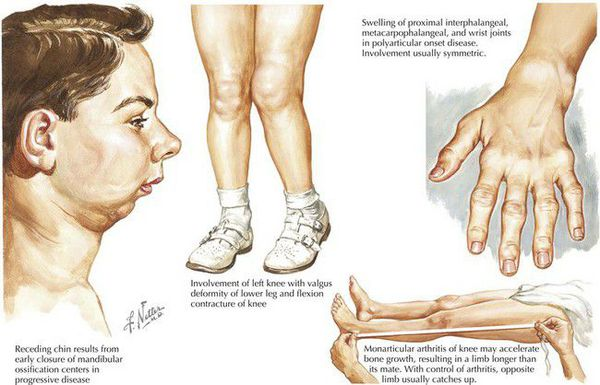 Swelling of proximal interphalangeal,
metacarpophalangeal, and wrist joints
in polyarticular onset disease.
Involvement usually symmetric.
Involvement of left knee with valgus
deformity of lower leg and flexion
contracture of knee
F. Netter
M.D.
Receding chin results from
early closure of mandibular
ossification centers in
progressive disease
Monarticular arthritis of knee may accelerate
bone growth, resulting in a limb longer than
its mate. With control of arthritis, opposite
limb usually catches up.